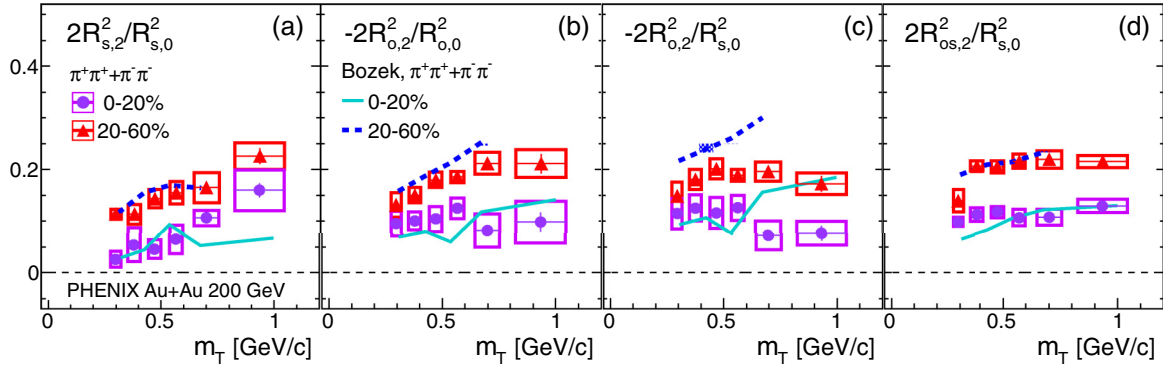 2R²s,2/R²s,0 (a)
π⁺π⁺+π⁻π⁻
0-20%
20-60%
PHENIX Au+Au 200 GeV
-2R²o,2/R²o,0 (b)
Bozek, π⁺π⁺+π⁻π⁻
0-20%
20-60%
-2R²o,2/R²s,0 (c)
2R²os,2/R²s,0 (d)
0.4
0.2
0
0 0.5 1 0 0.5 1 0 0.5 1 0 0.5 1
mT [GeV/c] mT [GeV/c] mT [GeV/c] mT [GeV/c]